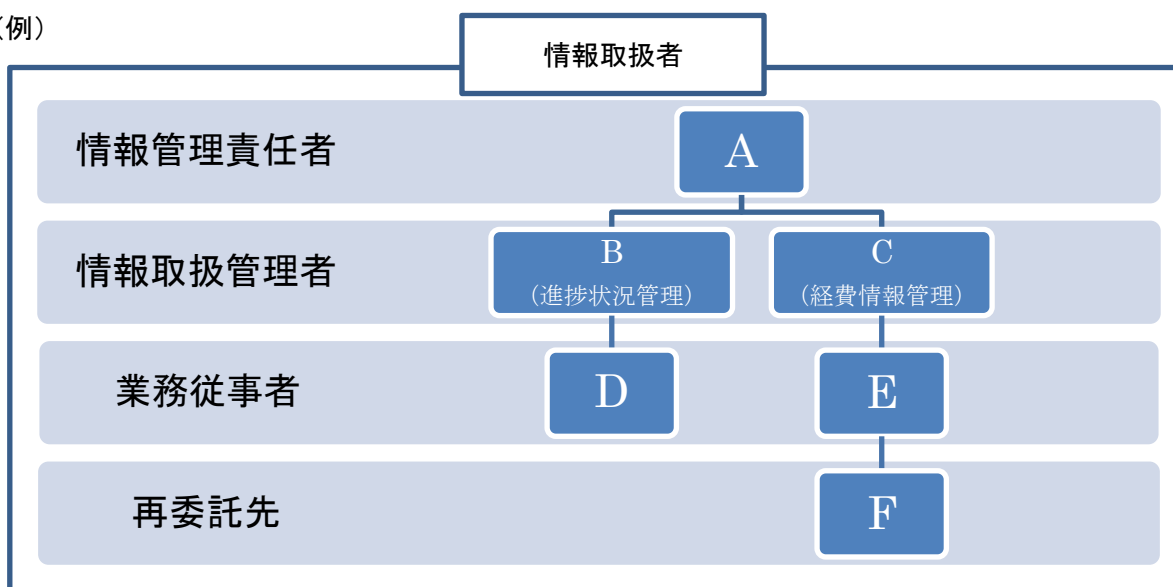 （例）
情報取扱者
情報管理責任者
A
情報取扱管理者
B
（進捗状況管理）
C
（経費情報管理）
業務従事者
D
E
再委託先
F